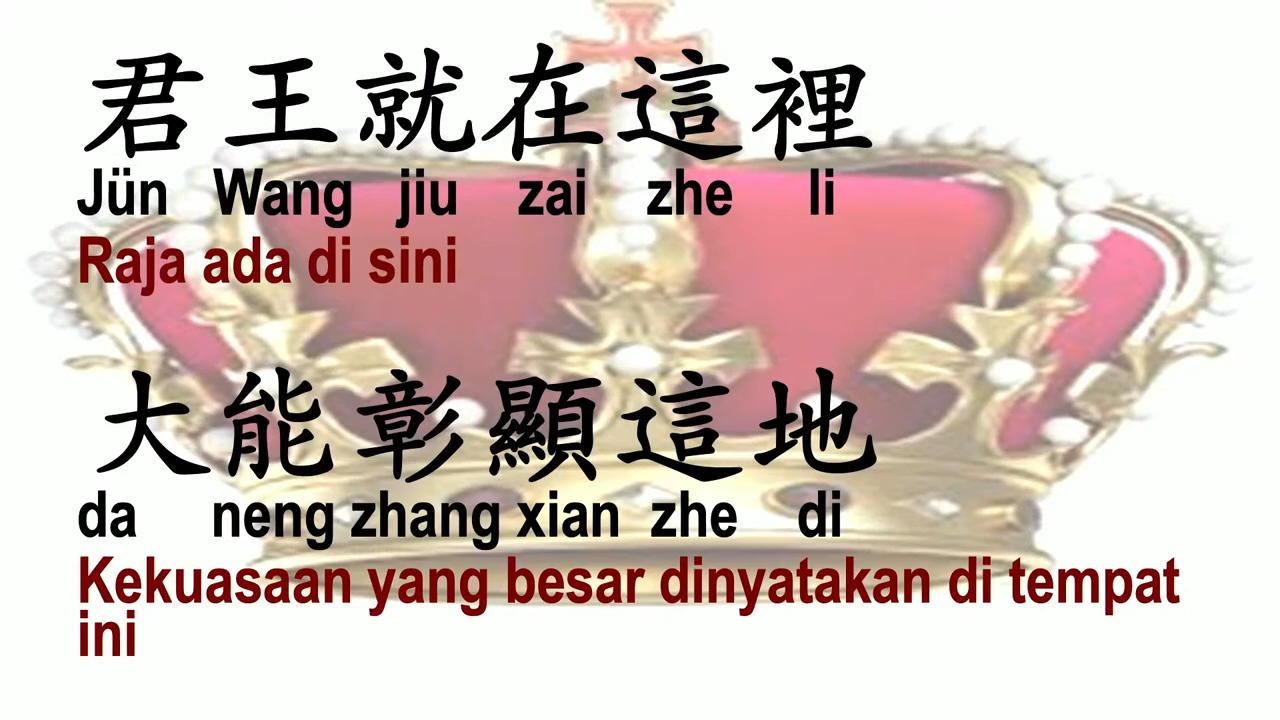 君王就在這裡
Jün Wang jiu zai zhe li
Raja ada di sini
大能彰顯這地
da neng zhang xian zhe di
Kekuasaan yang besar dinyatakan di tempat
ini